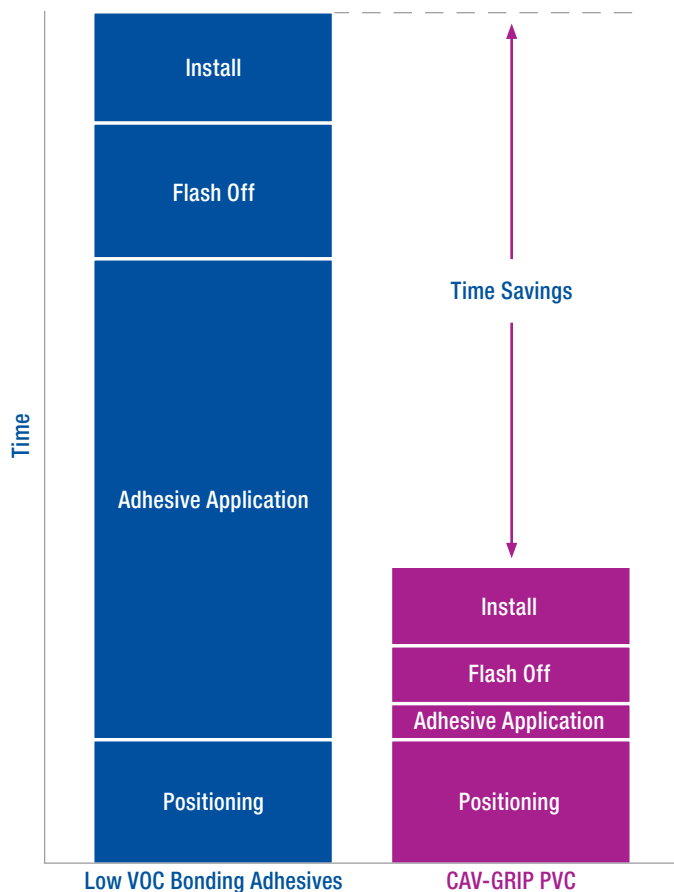 Time
Install
Flash Off
Adhesive Application
Positioning
Low VOC Bonding Adhesives
Time Savings
Install
Flash Off
Adhesive Application
Positioning
CAV-GRIP PVC